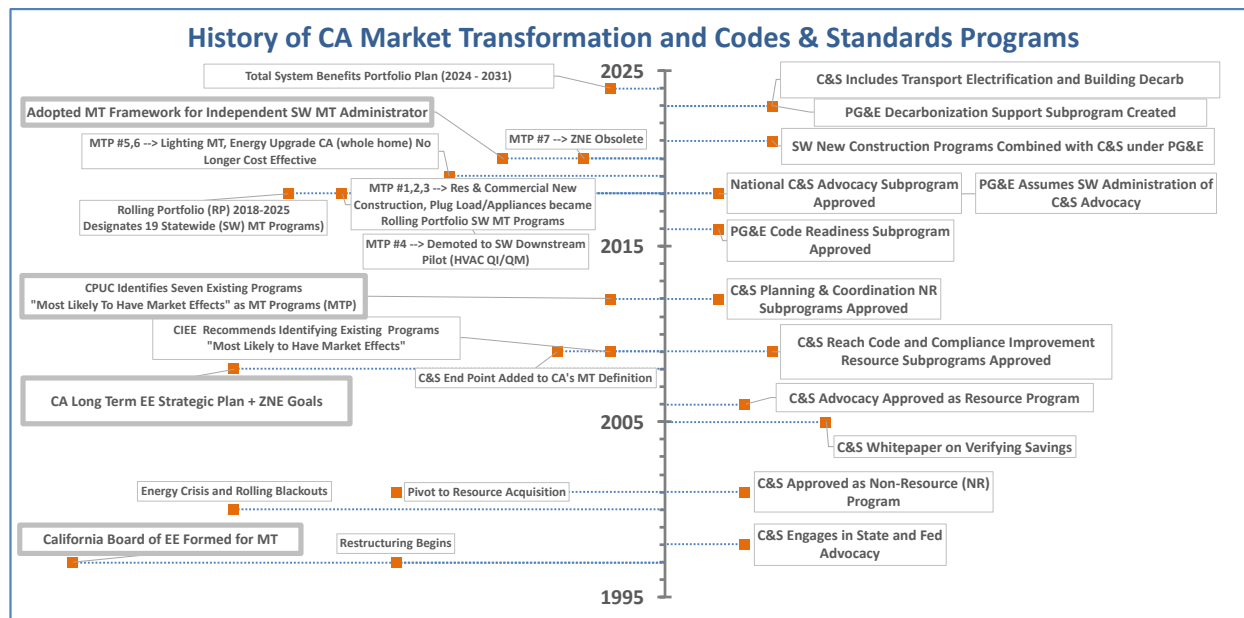 History of CA Market Transformation and Codes & Standards Programs
2025
Total System Benefits Portfolio Plan (2024 - 2031)
C&S Includes Transport Electrification and Building Decarb
Adopted MT Framework for Independent SW MT Administrator
PG&E Decarbonization Support Subprogram Created
MTP #5,6 --> Lighting MT, Energy Upgrade CA (whole home) No
Longer Cost Effective
MTP #7 --> ZNE Obsolete
SW New Construction Programs Combined with C&S under PG&E
MTP #1,2,3 --> Res & Commercial New
Construction, Plug Load/Appliances became
Rolling Portfolio SW MT Programs
National C&S Advocacy Subprogram
Approved
PG&E Assumes SW Administration of
C&S Advocacy
Rolling Portfolio (RP) 2018-2025
Designates 19 Statewide (SW) MT Programs)
MTP #4 --> Demoted to SW Downstream
Pilot (HVAC QI/QM)
2015
PG&E Code Readiness Subprogram
Approved
CPUC Identifies Seven Existing Programs
"Most Likely To Have Market Effects" as MT Programs (MTP)
C&S Planning & Coordination NR
Subprograms Approved
CIEE  Recommends Identifying Existing  Programs
"Most Likely to Have Market Effects"
C&S Reach Code and Compliance Improvement
Resource Subprograms Approved
C&S End Point Added to CA's MT Definition
CA Long Term EE Strategic Plan + ZNE Goals
C&S Advocacy Approved as Resource Program
2005
C&S Whitepaper on Verifying Savings
Energy Crisis and Rolling Blackouts
Pivot to Resource Acquisition
C&S Approved as Non-Resource (NR)
Program
California Board of EE Formed for MT
Restructuring Begins
C&S Engages in State and Fed
Advocacy
1995